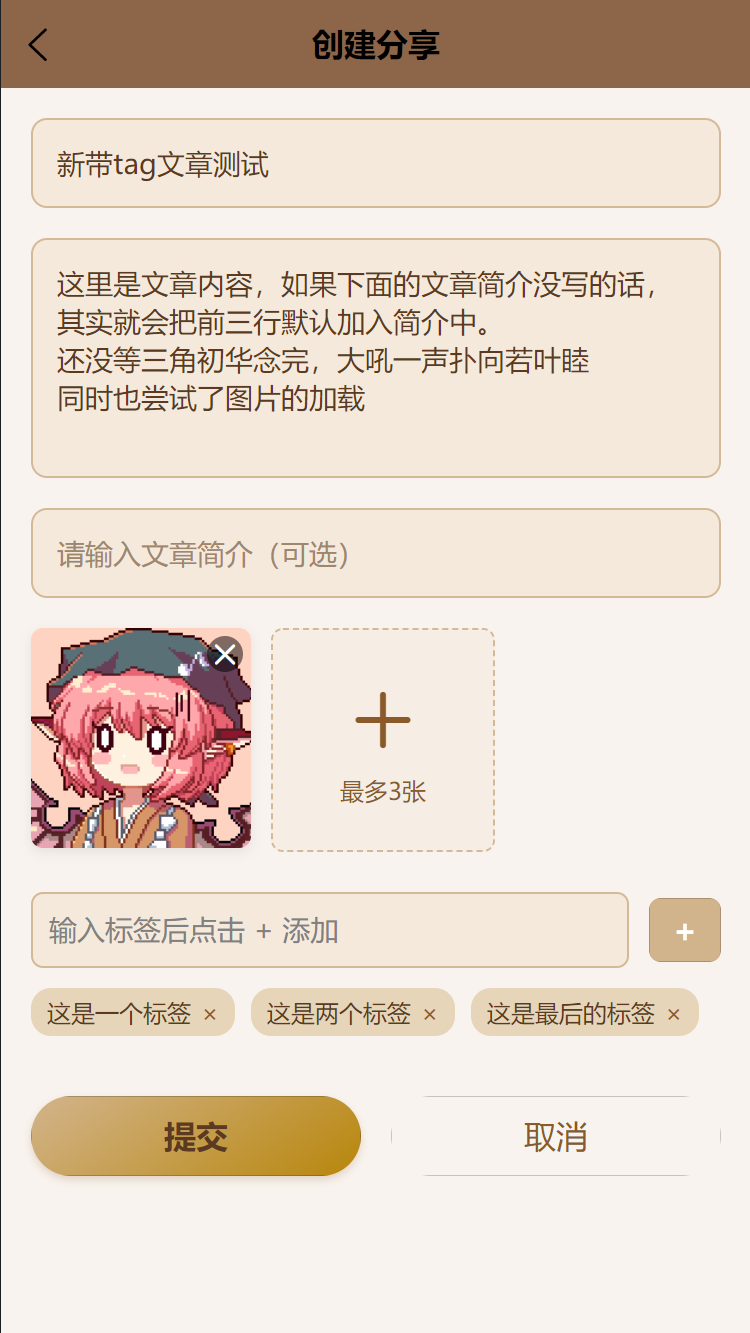 创建分享
新带tag文章测试
这里是文章内容，如果下面的文章简介没写的话，
其实就会把前三行默认加入简介中。
还没等三角初华念完，大吼一声扑向若叶睦
同时也尝试了图片的加载
请输入文章简介（可选）
最多3张
输入标签后点击 + 添加
+
这是一个标签 × 这是两个标签 × 这是最后的标签 ×
提交 取消